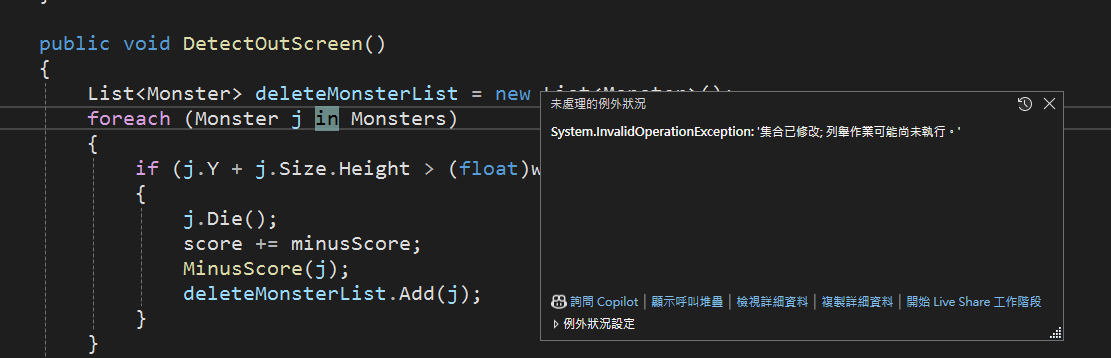 public void DetectOutScreen()
{
List<Monster> deleteMonsterList = new List<Monster>();
foreach (Monster j in Monsters)
{
if (j.Y + j.Size.Height > (float)w
{
j.Die();
score += minusScore;
MinusScore(j);
deleteMonsterList.Add(j);
}
}
未處理的例外狀況
System.InvalidOperationException: '集合已修改; 列舉作業可能尚未執行。'
詢問 Copilot | 顯示呼叫堆疊 | 檢視詳細資料 | 複製詳細資料 | 開始 Live Share 工作階段
例外狀況設定